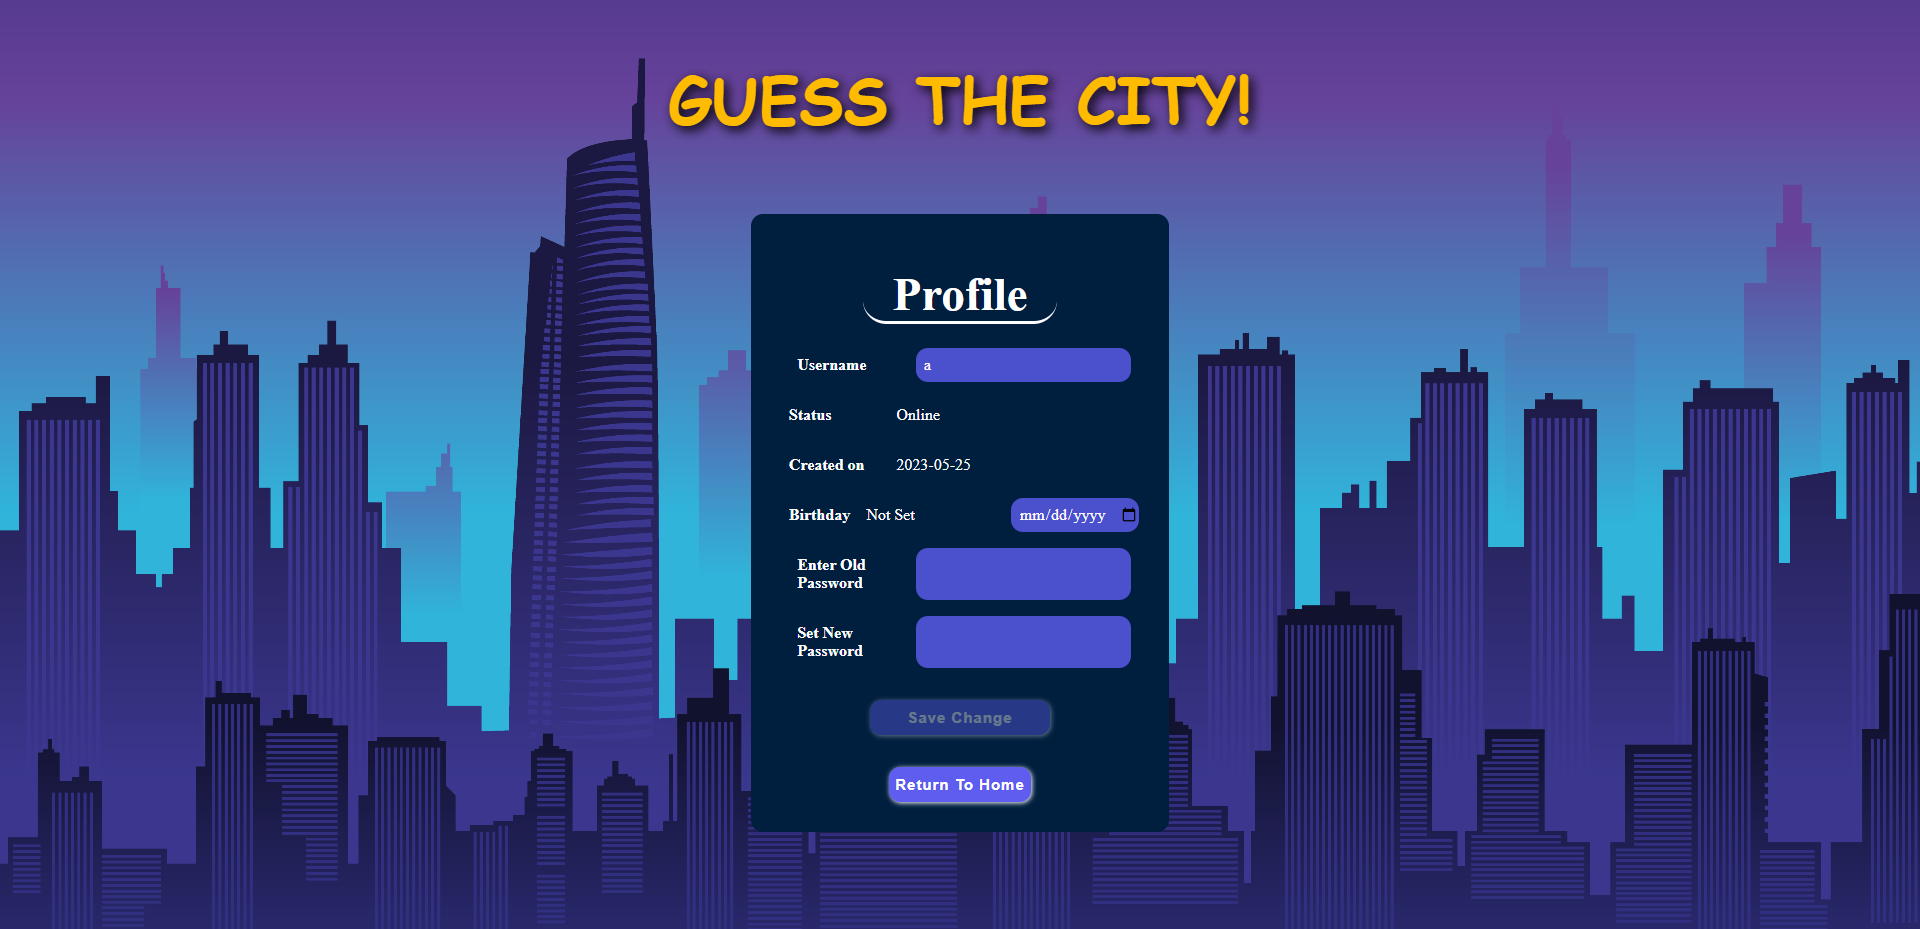 GUESS THE CITY!
Profile
Username a
Status Online
Created on 2023-05-25
Birthday Not Set mm/dd/yyyy
Enter Old
Password
Set New
Password
Save Change
Return To Home